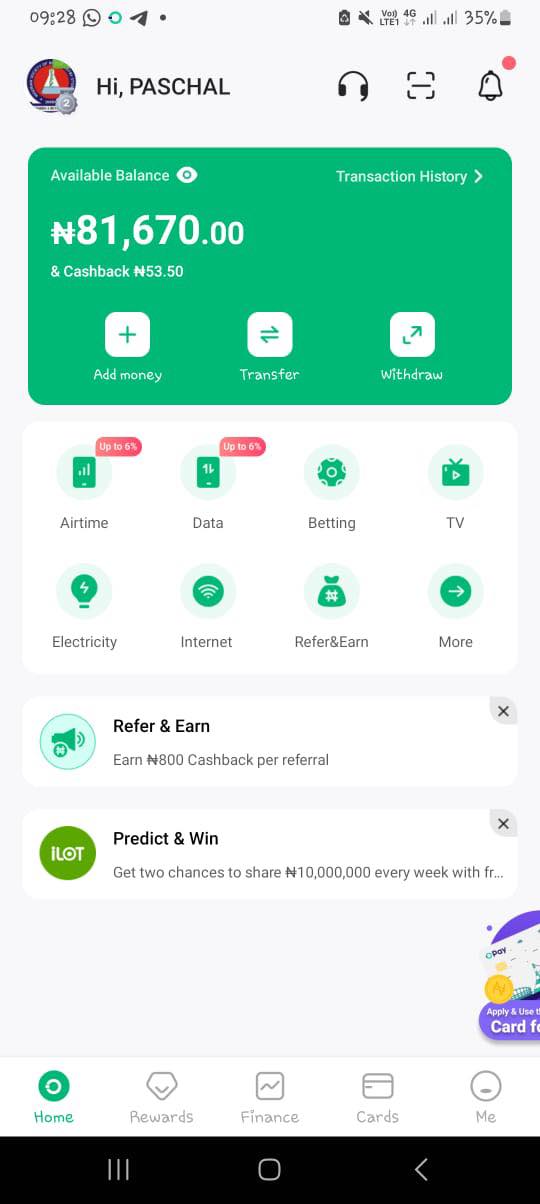 09:28 Vo)) LTE1 4G 35%
2
Hi, PASCHAL
Available Balance Transaction History
₦81,670.00
& Cashback ₦53.50
Add money Transfer Withdraw
Up to 6% Up to 6%
Airtime Data Betting TV
Electricity Internet Refer&Earn More
Refer & Earn
Earn ₦800 Cashback per referral
iLOT
Predict & Win
Get two chances to share ₦10,000,000 every week with fr...
OPay
Apply & Use
Card
Home Rewards Finance Cards Me